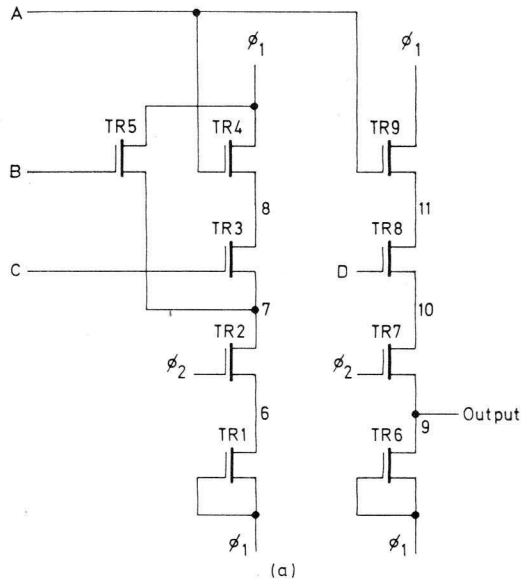 A
ϕ1 ϕ1
TR5 TR4 TR9
B
8 11
TR3 TR8
C D
7 10
TR2 TR7
ϕ2 ϕ2
6 9 Output
TR1 TR6
ϕ1 ϕ1
(a)